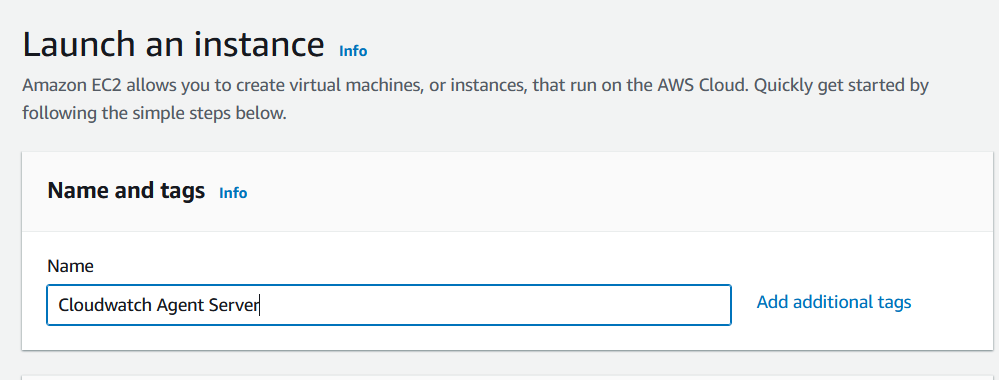 Launch an instance Info
Amazon EC2 allows you to create virtual machines, or instances, that run on the AWS Cloud. Quickly get started by
following the simple steps below.
Name and tags Info
Name
Cloudwatch Agent Server
Add additional tags